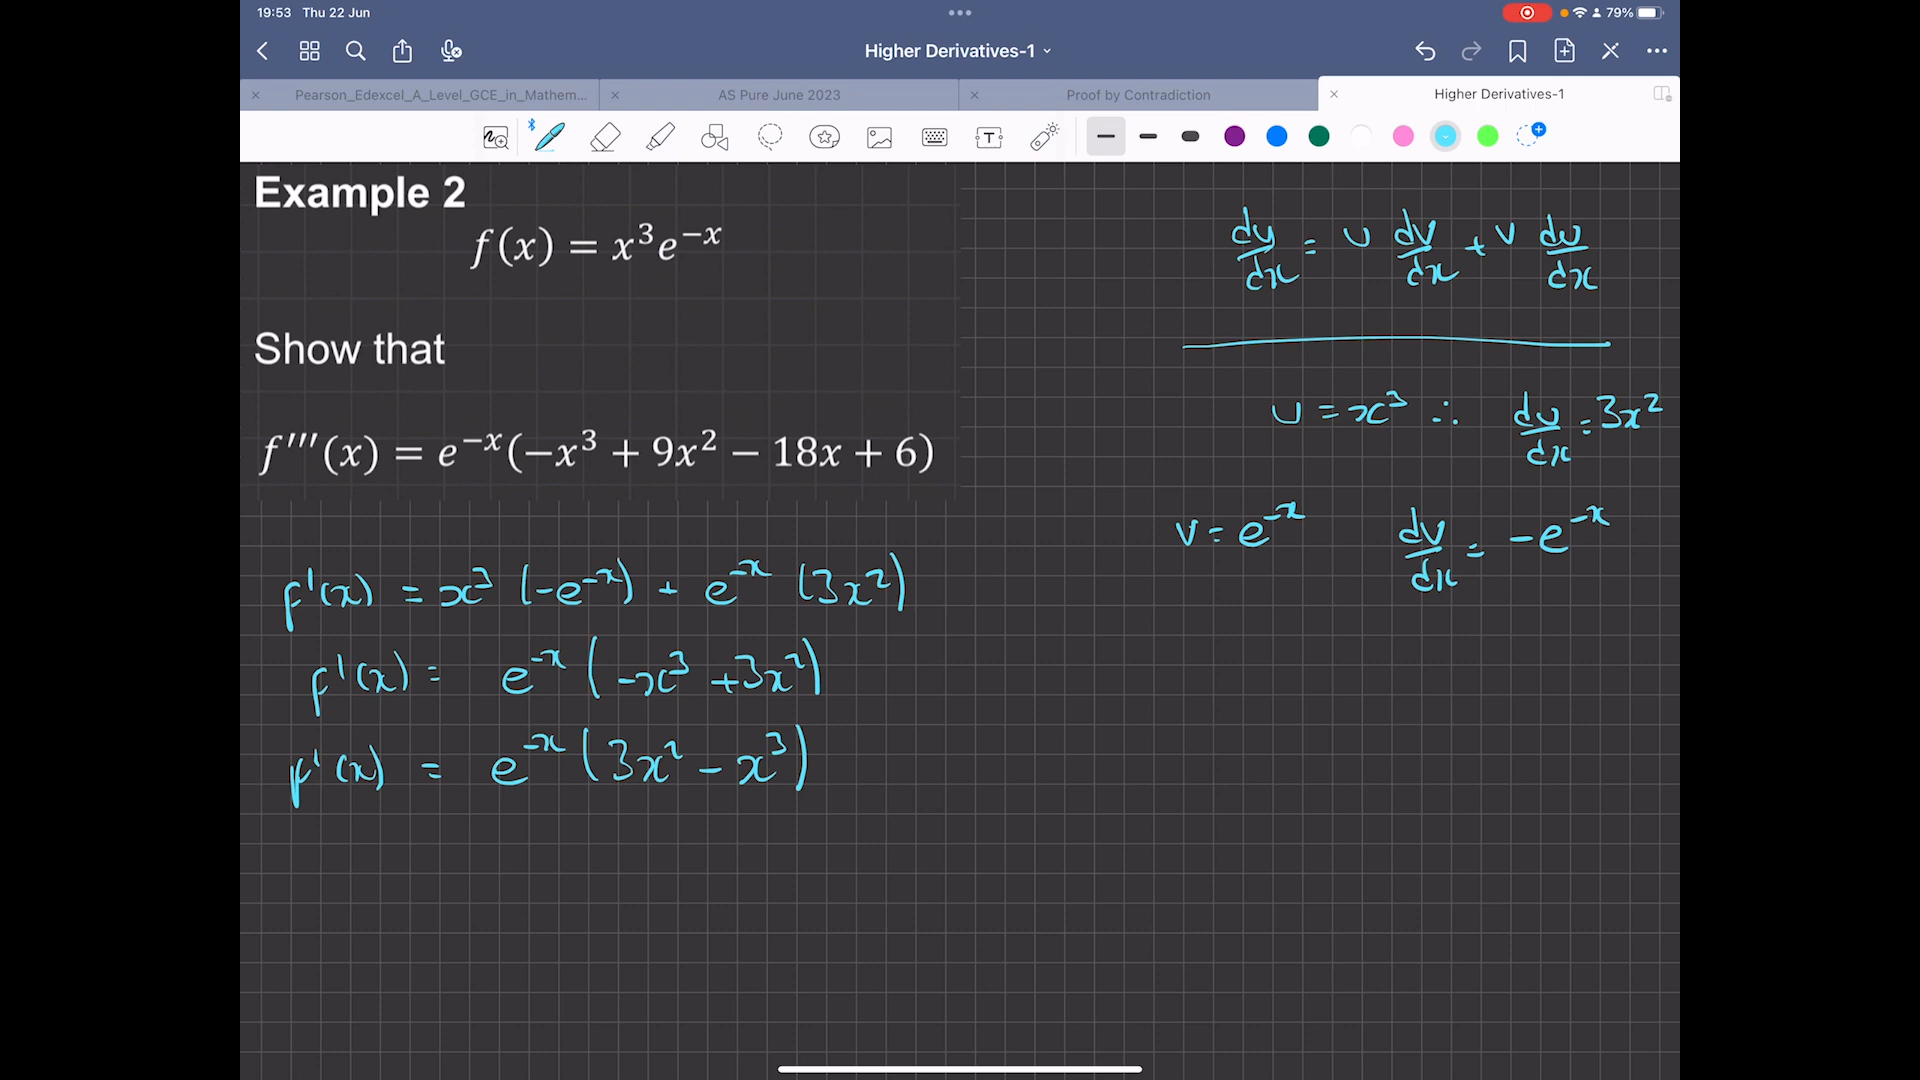 19:53 Thu 22 Jun
79%
Higher Derivatives-1
Pearson_Edexcel_A_Level_GCE_in_Mathem...
AS Pure June 2023
Proof by Contradiction
Higher Derivatives-1
Example 2
f(x) = x³e⁻ˣ
Show that
f'''(x) = e⁻ˣ(−x³ + 9x² − 18x + 6)
f'(x) = x³ (-e⁻ˣ) + e⁻ˣ (3x²)
f'(x) = e⁻ˣ (-x³ +3x²)
f'(x) = e⁻ˣ (3x² - x³)
dy/dx = u dv/dx + v du/dx
u = x³ ∴ du/dx = 3x²
v = e⁻ˣ dv/dx = -e⁻ˣ